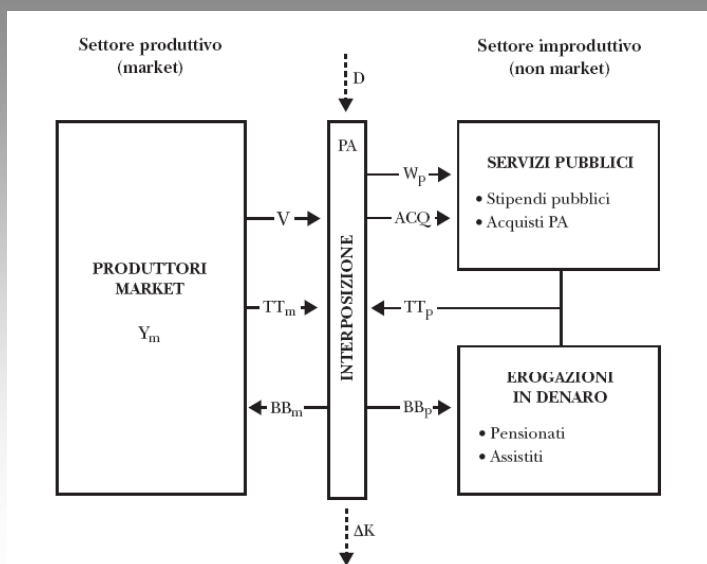 Settore produttivo
(market)
Settore improduttivo
(non market)
D
PA
INTERPOSIZIONE
PRODUTTORI
MARKET
Yₘ
V
TTₘ
BBₘ
Wₚ
ACQ
TTₚ
BBₚ
SERVIZI PUBBLICI
• Stipendi pubblici
• Acquisti PA
EROGAZIONI
IN DENARO
• Pensionati
• Assistiti
ΔK